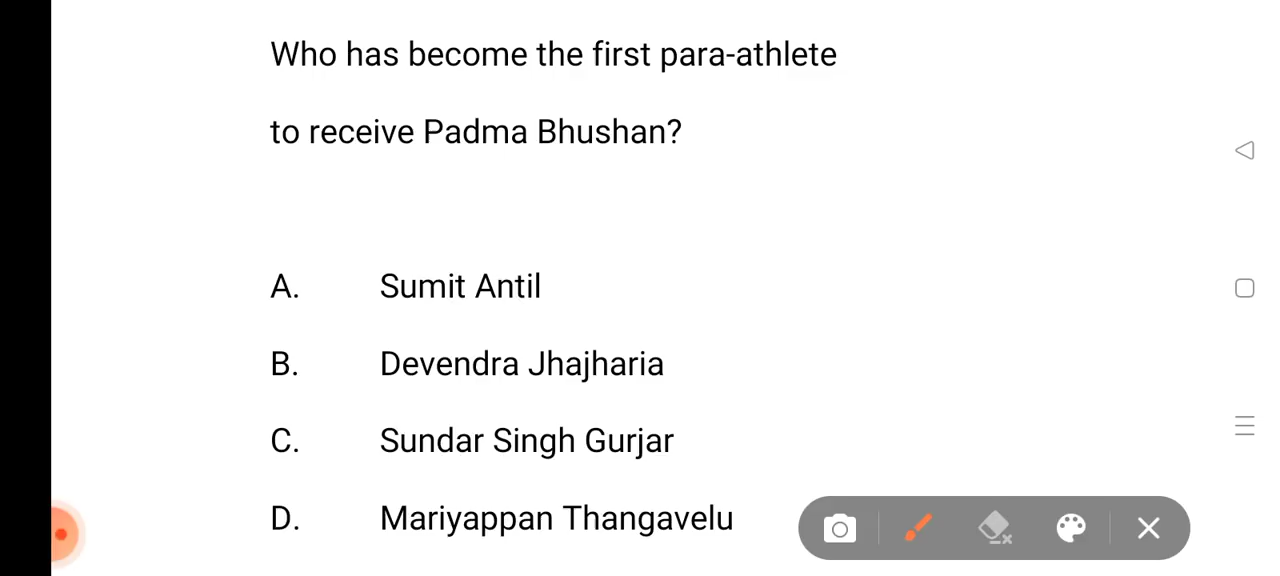 Who has become the first para-athlete
to receive Padma Bhushan?
A. Sumit Antil
B. Devendra Jhajharia
C. Sundar Singh Gurjar
D. Mariyappan Thangavelu